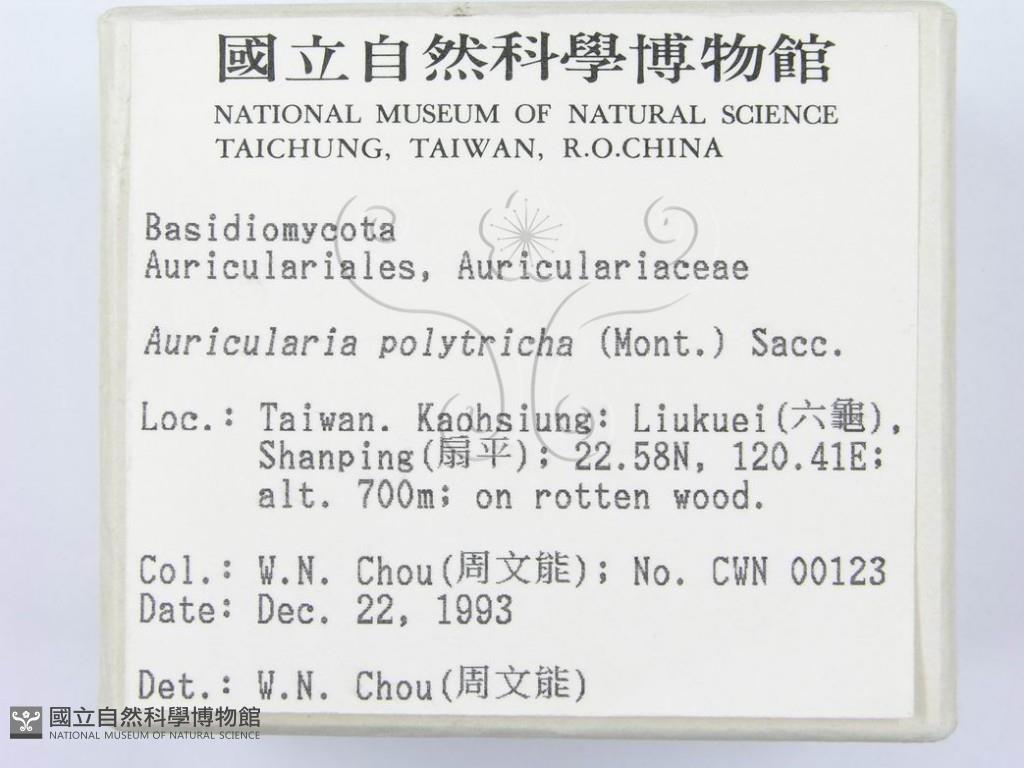 國立自然科學博物館
NATIONAL MUSEUM OF NATURAL SCIENCE
TAICHUNG, TAIWAN, R.O.CHINA
Basidiomycota
Auriculariales, Auriculariaceae
Auricularia polytricha (Mont.) Sacc.
Loc.: Taiwan. Kaohsiung: Liukuei(六龜),
Shanping(扇平); 22.58N, 120.41E;
alt. 700m; on rotten wood.
Col.: W.N. Chou(周文能); No. CWN 00123
Date: Dec. 22, 1993
Det.: W.N. Chou(周文能)
國立自然科學博物館
NATIONAL MUSEUM OF NATURAL SCIENCE